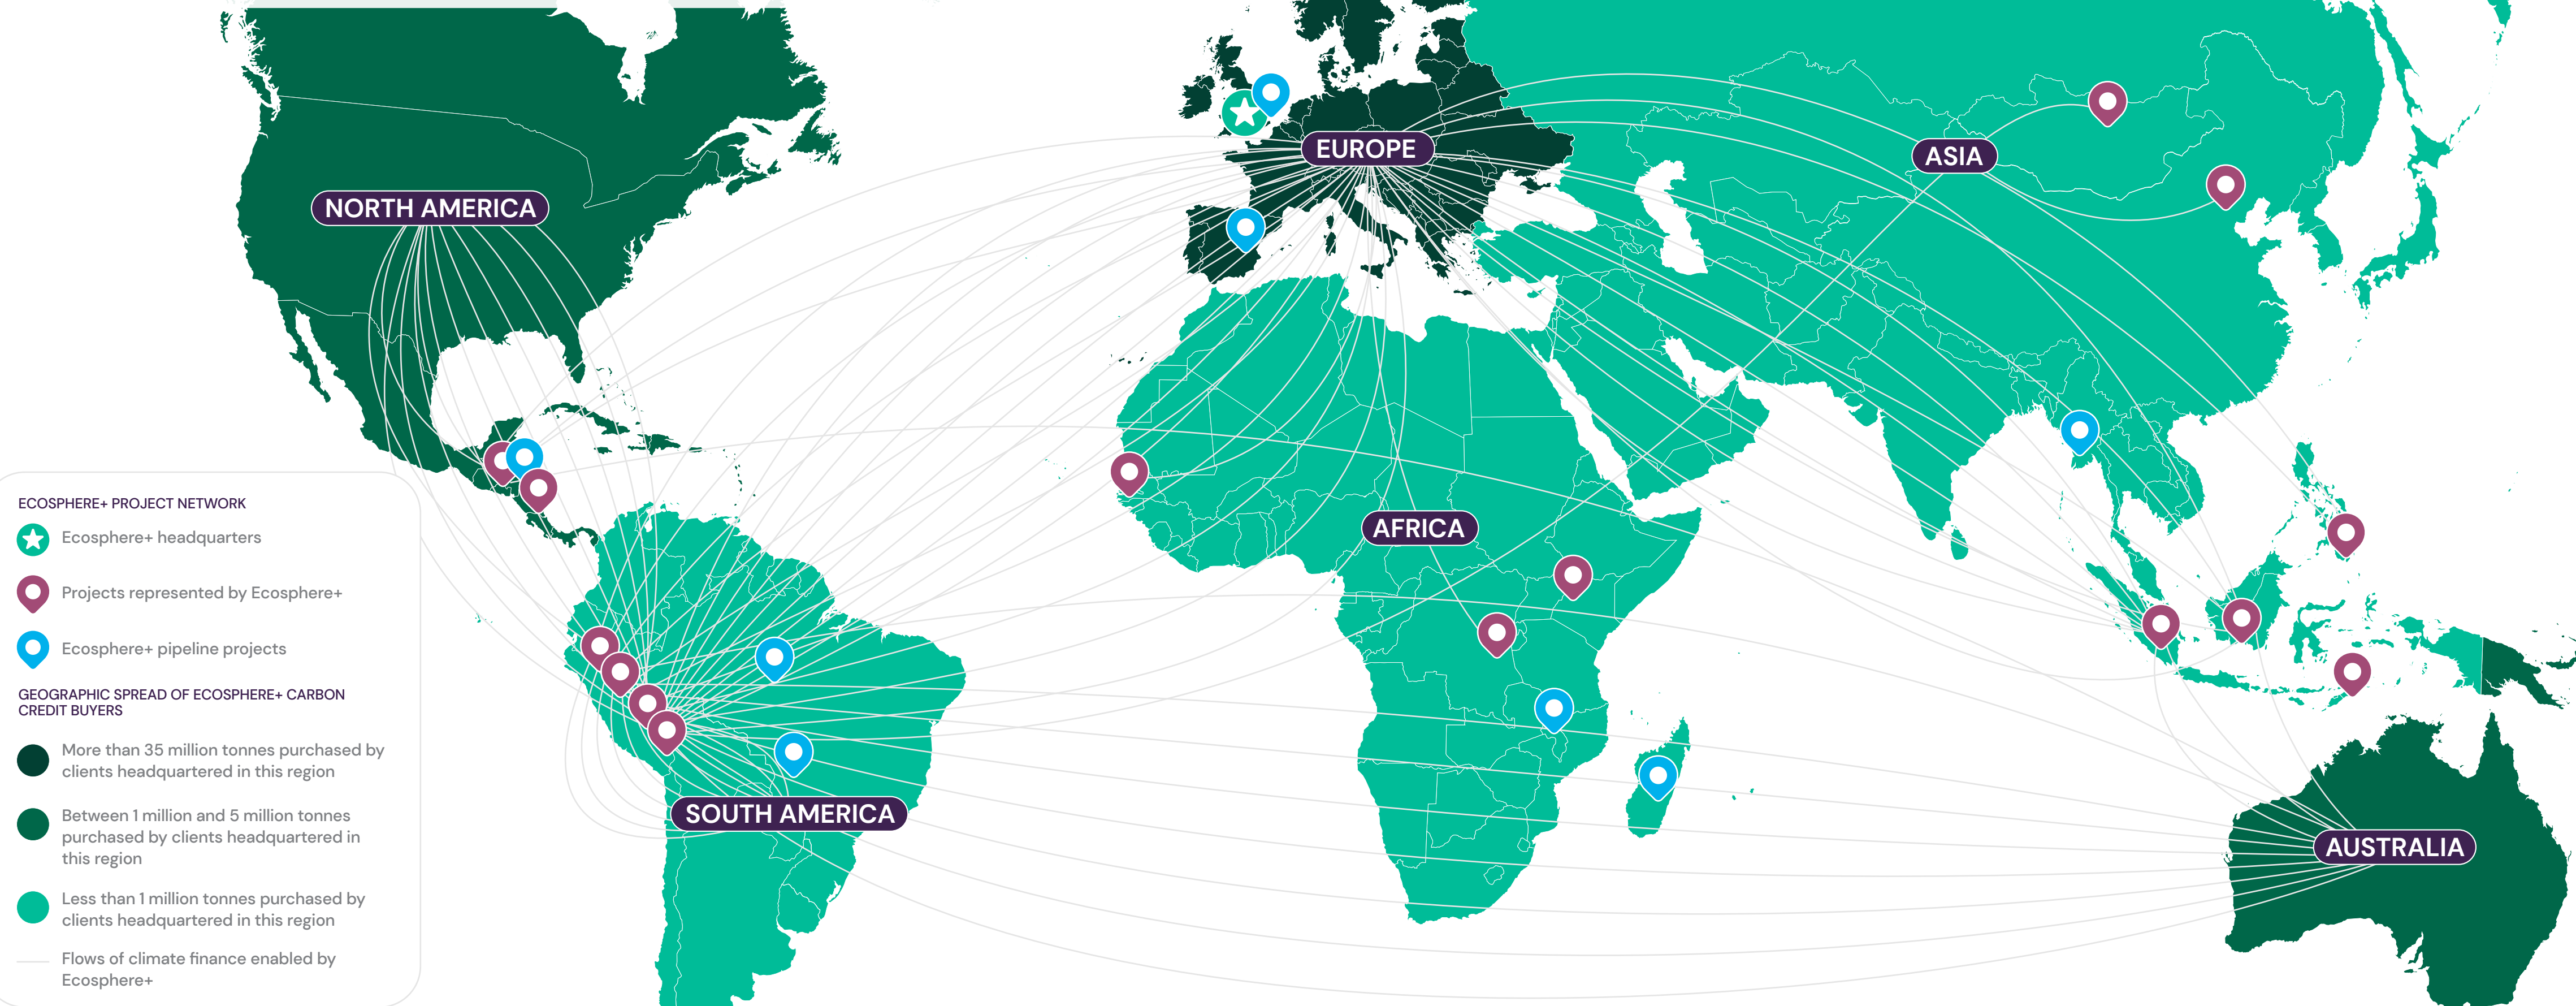 NORTH AMERICA
EUROPE
ASIA
AFRICA
SOUTH AMERICA
AUSTRALIA
ECOSPHERE+ PROJECT NETWORK
Ecosphere+ headquarters
Projects represented by Ecosphere+
Ecosphere+ pipeline projects
GEOGRAPHIC SPREAD OF ECOSPHERE+ CARBON
CREDIT BUYERS
More than 35 million tonnes purchased by
clients headquartered in this region
Between 1 million and 5 million tonnes
purchased by clients headquartered in
this region
Less than 1 million tonnes purchased by
clients headquartered in this region
Flows of climate finance enabled by
Ecosphere+